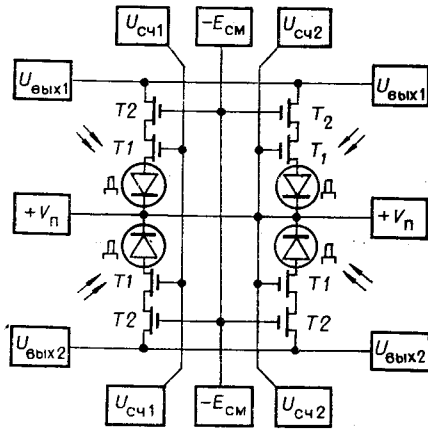 Uсч1 −Eсм Uсч2
Uвых1 Uвых1
T2 T₂
T1 T₁
Д Д
+Vп +Vп
Д Д
T1 T1
T2 T2
Uвых2 Uвых2
Uсч1 −Eсм Uсч2